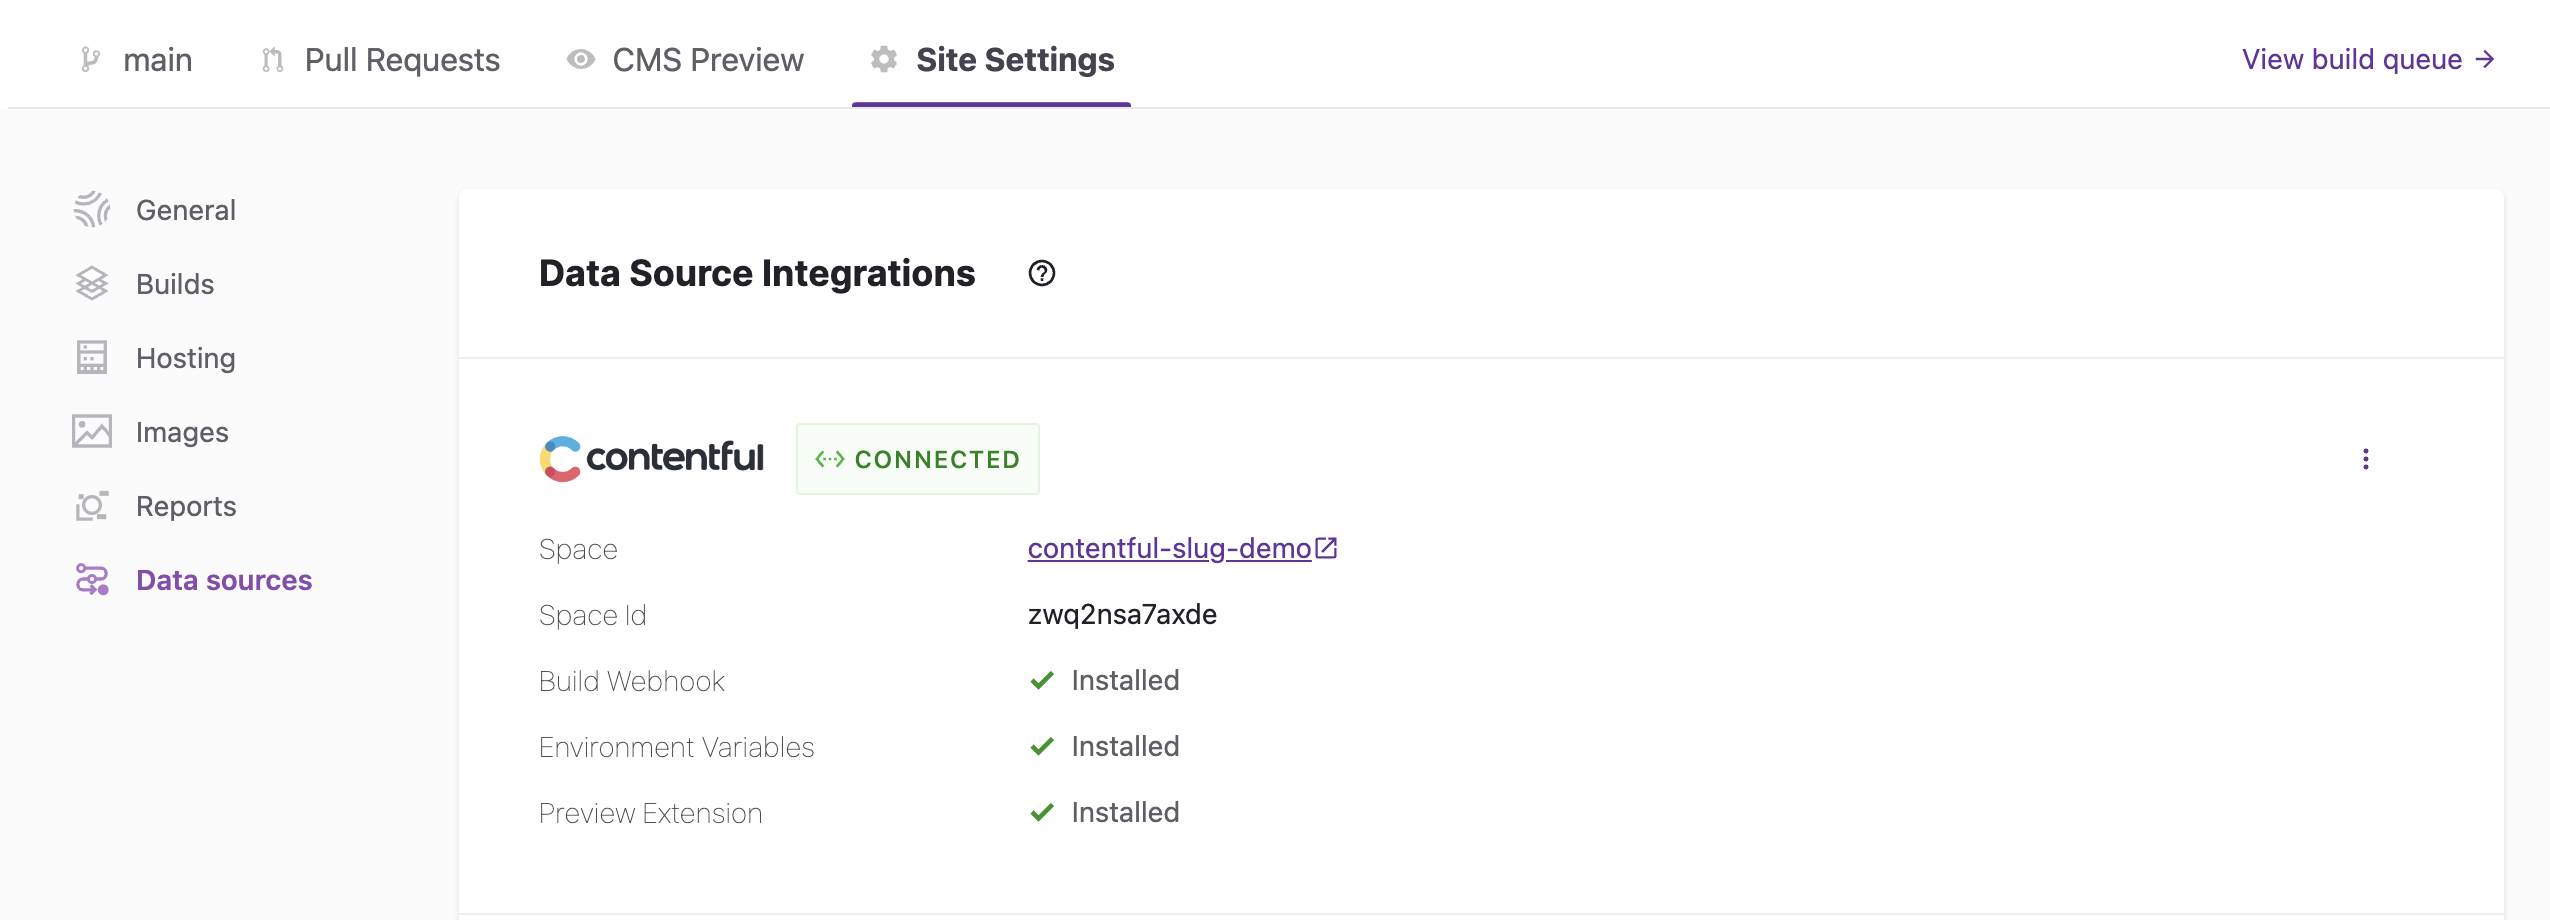 main
Pull Requests
CMS Preview
Site Settings
View build queue →
General
Builds
Hosting
Images
Reports
Data sources
Data Source Integrations
contentful
CONNECTED
Space contentful-slug-demo
Space Id zwq2nsa7axde
Build Webhook Installed
Environment Variables Installed
Preview Extension Installed